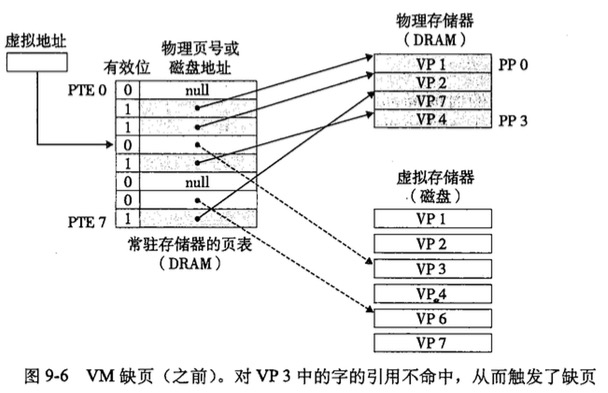 虚拟地址
有效位
物理页号或
磁盘地址
PTE 0
0
null
1
1
0
1
0
null
0
PTE 7
1
常驻存储器的页表
（DRAM）
物理存储器
（DRAM）
VP 1
PP 0
VP 2
VP 7
VP 4
PP 3
虚拟存储器
（磁盘）
VP 1
VP 2
VP 3
VP 4
VP 6
VP 7
图 9-6 VM 缺页（之前）。对 VP 3 中的字的引用不命中，从而触发了缺页